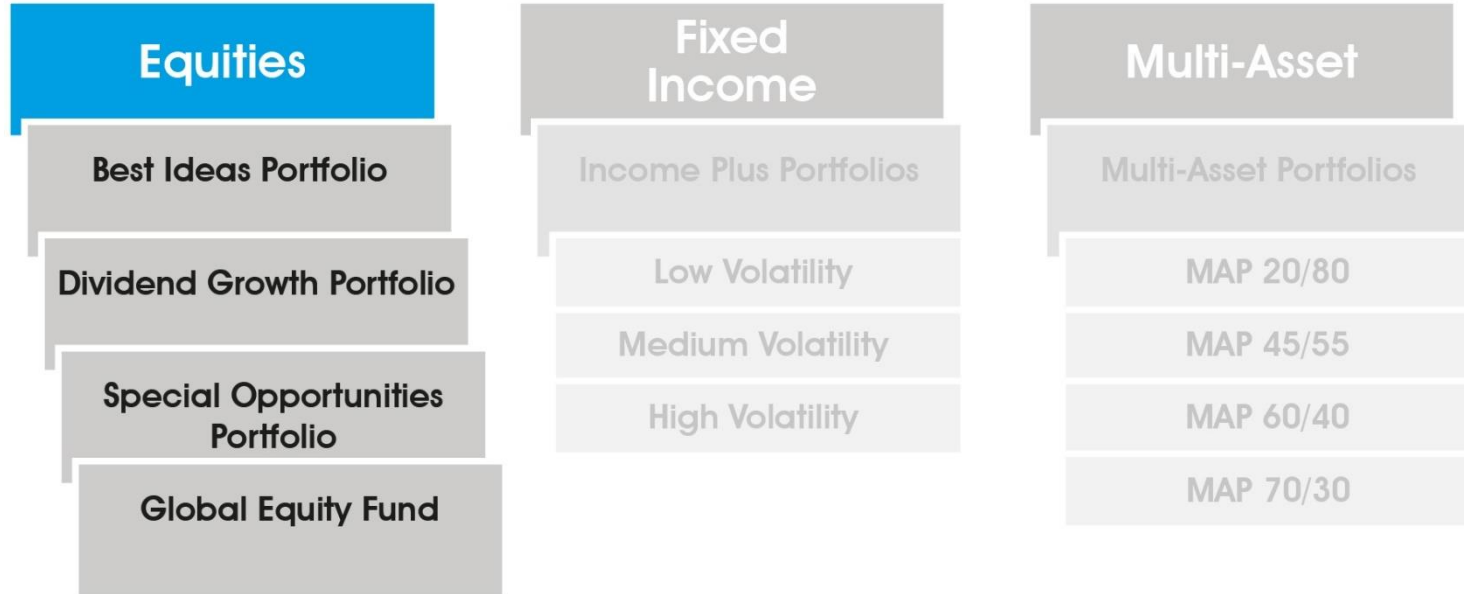 Equities
Best Ideas Portfolio
Dividend Growth Portfolio
Special Opportunities
Portfolio
Global Equity Fund
Fixed
Income
Income Plus Portfolios
Low Volatility
Medium Volatility
High Volatility
Multi-Asset
Multi-Asset Portfolios
MAP 20/80
MAP 45/55
MAP 60/40
MAP 70/30